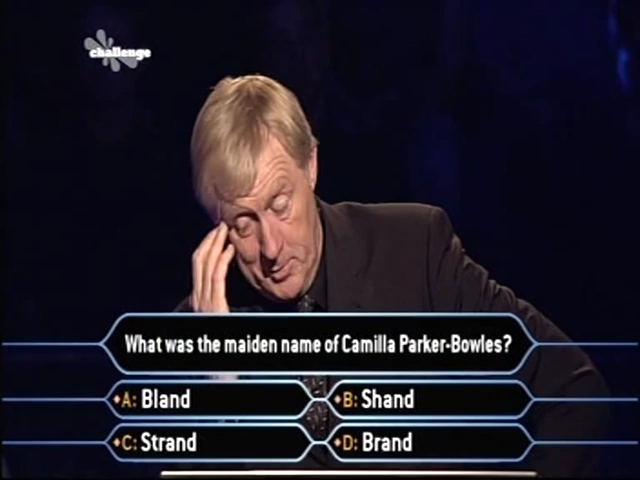 challenge
What was the maiden name of Camilla Parker-Bowles?
A: Bland
B: Shand
C: Strand
D: Brand